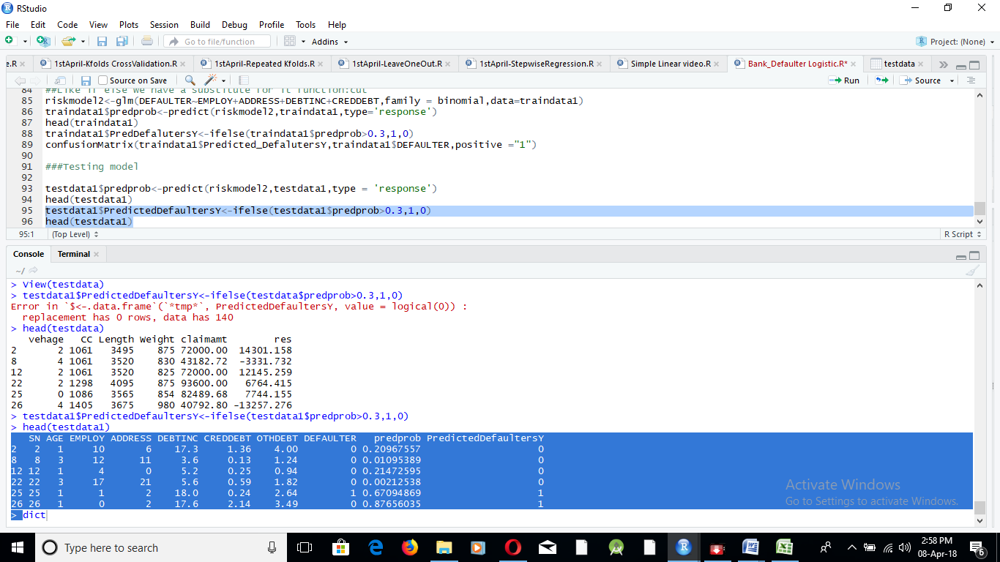 RStudio
File Edit Code View Plots Session Build Debug Profile Tools Help
Go to file/function Addins Project: (None)
e.R 1stApril-Kfolds CrossValidation.R 1stApril-Repeated Kfolds.R 1stApril-LeaveOneOut.R 1stApril-StepwiseRegression.R Simple Linear video.R Bank_Defaulter Logistic.R* testdata
Source on Save Run Source
84 ##Like if else we have a substitute for it function:cut
85 riskmodel2<-glm(DEFAULTER~EMPLOY+ADDRESS+DEBTINC+CREDDEBT,family = binomial,data=traindata1)
86 traindata1$predprob<-predict(riskmodel2,traindata1,type='response')
87 head(traindata1)
88 traindata1$PredDefalutersY<-ifelse(traindata1$predprob>0.3,1,0)
89 confusionMatrix(traindata1$Predicted_DefalutersY,traindata1$DEFAULTER,positive ="1")
90
91 ###Testing model
92
93 testdata1$predprob<-predict(riskmodel2,testdata1,type = 'response')
94 head(testdata1)
95 testdata1$PredictedDefaultersY<-ifelse(testdata1$predprob>0.3,1,0)
96 head(testdata1)
95:1 (Top Level) R Script
Console Terminal
~/
> View(testdata)
> testdata1$PredictedDefaultersY<-ifelse(testdata$predprob>0.3,1,0)
Error in `$<-.data.frame`(`*tmp*`, PredictedDefaultersY, value = logical(0)) :
replacement has 0 rows, data has 140
> head(testdata)
vehage CC Length Weight claimamt res
2 2 1061 3495 875 72000.00 14301.158
8 4 1061 3520 830 43182.72 -3331.732
12 2 1061 3520 825 72000.00 12145.259
22 2 1298 4095 875 93600.00 6764.415
25 0 1086 3565 854 82489.68 7744.155
26 4 1405 3675 980 40792.80 -13257.276
> testdata1$PredictedDefaultersY<-ifelse(testdata1$predprob>0.3,1,0)
> head(testdata1)
SN AGE EMPLOY ADDRESS DEBTINC CREDDEBT OTHDEBT DEFAULTER predprob PredictedDefaultersY
2 2 1 10 6 17.3 1.36 4.00 0 0.20967557 0
8 8 3 12 11 3.6 0.13 1.24 0 0.01095389 0
12 12 1 4 0 5.2 0.25 0.94 0 0.21472595 0
22 22 3 17 21 5.6 0.59 1.82 0 0.00212538 0
25 25 1 1 2 18.0 0.24 2.64 1 0.67094869 1
26 26 1 0 2 17.6 2.14 3.49 0 0.87656035 1
> dict
Activate Windows
Go to Settings to activate Windows.
Type here to search
2:58 PM
08-Apr-18
6